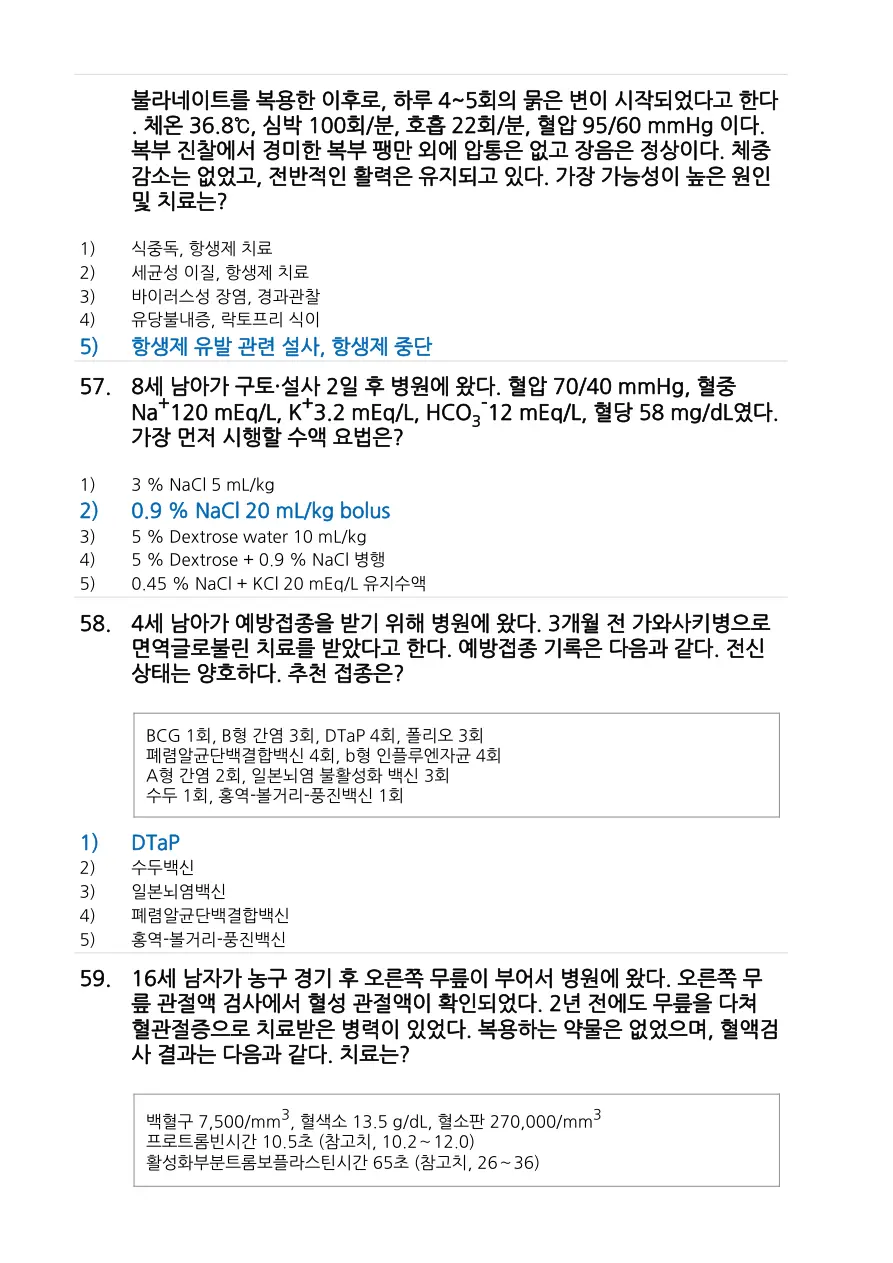 불라네이트를 복용한 이후로, 하루 4~5회의 묽은 변이 시작되었다고 한다
. 체온 36.8℃, 심박 100회/분, 호흡 22회/분, 혈압 95/60 mmHg 이다.
복부 진찰에서 경미한 복부 팽만 외에 압통은 없고 장음은 정상이다. 체중
감소는 없었고, 전반적인 활력은 유지되고 있다. 가장 가능성이 높은 원인
및 치료는?
1) 식중독, 항생제 치료
2) 세균성 이질, 항생제 치료
3) 바이러스성 장염, 경과관찰
4) 유당불내증, 락토프리 식이
5) 항생제 유발 관련 설사, 항생제 중단
57. 8세 남아가 구토·설사 2일 후 병원에 왔다. 혈압 70/40 mmHg, 혈중
Na⁺120 mEq/L, K⁺3.2 mEq/L, HCO₃⁻12 mEq/L, 혈당 58 mg/dL였다.
가장 먼저 시행할 수액 요법은?
1) 3 % NaCl 5 mL/kg
2) 0.9 % NaCl 20 mL/kg bolus
3) 5 % Dextrose water 10 mL/kg
4) 5 % Dextrose + 0.9 % NaCl 병행
5) 0.45 % NaCl + KCl 20 mEq/L 유지수액
58. 4세 남아가 예방접종을 받기 위해 병원에 왔다. 3개월 전 가와사키병으로
면역글로불린 치료를 받았다고 한다. 예방접종 기록은 다음과 같다. 전신
상태는 양호하다. 추천 접종은?
BCG 1회, B형 간염 3회, DTaP 4회, 폴리오 3회
폐렴알균단백결합백신 4회, b형 인플루엔자균 4회
A형 간염 2회, 일본뇌염 불활성화 백신 3회
수두 1회, 홍역-볼거리-풍진백신 1회
1) DTaP
2) 수두백신
3) 일본뇌염백신
4) 폐렴알균단백결합백신
5) 홍역-볼거리-풍진백신
59. 16세 남자가 농구 경기 후 오른쪽 무릎이 부어서 병원에 왔다. 오른쪽 무
릎 관절액 검사에서 혈성 관절액이 확인되었다. 2년 전에도 무릎을 다쳐
혈관절증으로 치료받은 병력이 있었다. 복용하는 약물은 없었으며, 혈액검
사 결과는 다음과 같다. 치료는?
백혈구 7,500/mm³, 혈색소 13.5 g/dL, 혈소판 270,000/mm³
프로트롬빈시간 10.5초 (참고치, 10.2～12.0)
활성화부분트롬보플라스틴시간 65초 (참고치, 26～36)